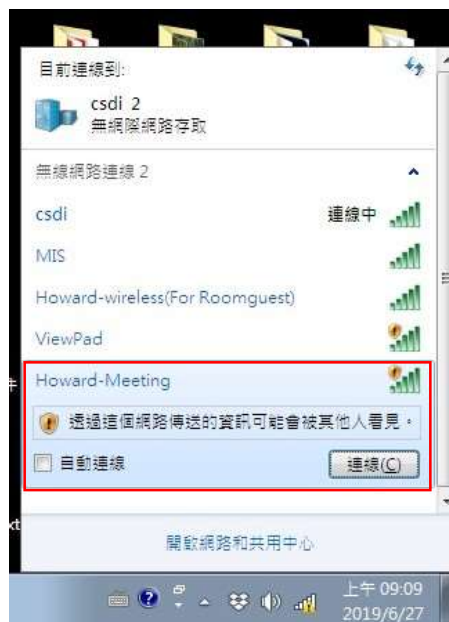 目前連線到:
csdi 2
無網際網路存取
無線網路連線 2
csdi 連線中
MIS
Howard-wireless(For Roomguest)
ViewPad
Howard-Meeting
透過這個網路傳送的資訊可能會被其他人看見。
自動連線 連線(C)
開啟網路和共用中心
上午 09:09
2019/6/27